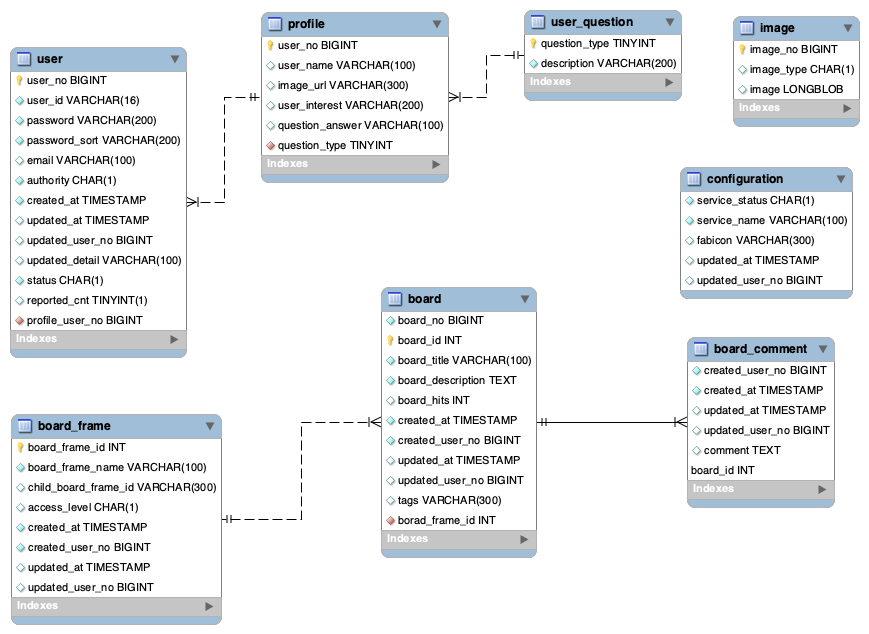 user
user_no BIGINT
user_id VARCHAR(16)
password VARCHAR(200)
password_sort VARCHAR(200)
email VARCHAR(100)
authority CHAR(1)
created_at TIMESTAMP
updated_at TIMESTAMP
updated_user_no BIGINT
updated_detail VARCHAR(100)
status CHAR(1)
reported_cnt TINYINT(1)
profile_user_no BIGINT
Indexes
profile
user_no BIGINT
user_name VARCHAR(100)
image_url VARCHAR(300)
user_interest VARCHAR(200)
question_answer VARCHAR(100)
question_type TINYINT
Indexes
user_question
question_type TINYINT
description VARCHAR(200)
Indexes
image
image_no BIGINT
image_type CHAR(1)
image LONGBLOB
Indexes
configuration
service_status CHAR(1)
service_name VARCHAR(100)
fabicon VARCHAR(300)
updated_at TIMESTAMP
updated_user_no BIGINT
Indexes
board
board_no BIGINT
board_id INT
board_title VARCHAR(100)
board_description TEXT
board_hits INT
created_at TIMESTAMP
created_user_no BIGINT
updated_at TIMESTAMP
updated_user_no BIGINT
tags VARCHAR(300)
borad_frame_id INT
Indexes
board_comment
created_user_no BIGINT
created_at TIMESTAMP
updated_at TIMESTAMP
updated_user_no BIGINT
comment TEXT
board_id INT
Indexes
board_frame
board_frame_id INT
board_frame_name VARCHAR(100)
child_board_frame_id VARCHAR(300)
access_level CHAR(1)
created_at TIMESTAMP
created_user_no BIGINT
updated_at TIMESTAMP
updated_user_no BIGINT
Indexes